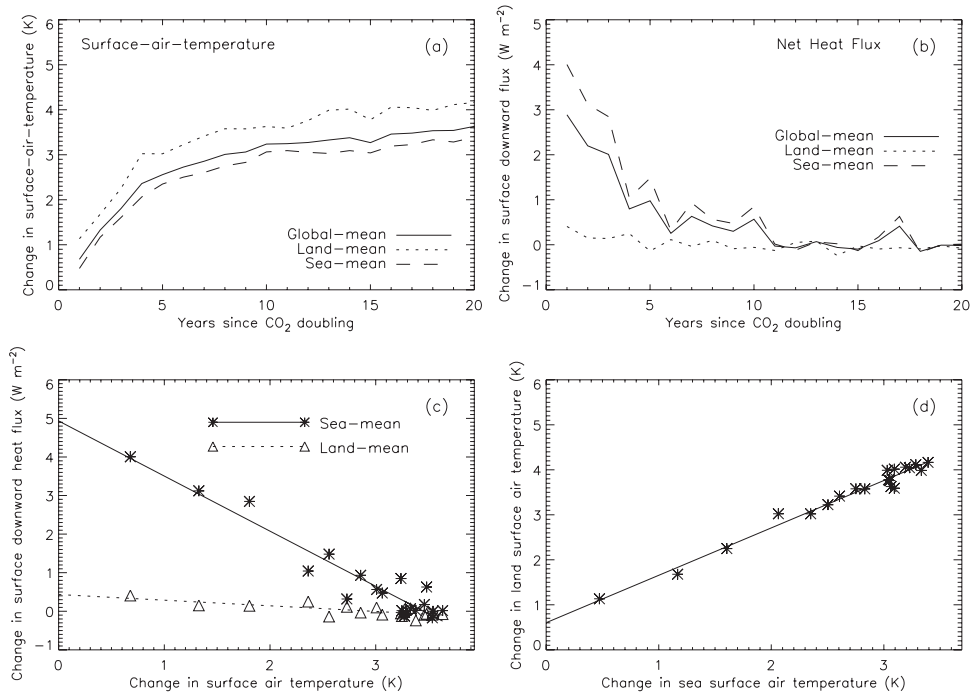 Surface-air-temperature
(a)
Change in surface-air-temperature (K)
6
5
4
3
2
1
0
Global-mean
Land-mean
Sea-mean
0 5 10 15 20
Years since CO2 doubling
Net Heat Flux
(b)
Change in surface downward flux (W m−2)
5
4
3
2
1
0
−1
Global-mean
Land-mean
Sea-mean
0 5 10 15 20
Years since CO2 doubling
(c)
Change in surface downward heat flux (W m−2)
6
5
4
3
2
1
0
−1
Sea-mean
Land-mean
0 1 2 3
Change in surface air temperature (K)
(d)
Change in land surface air temperature (K)
6
5
4
3
2
1
0
0 1 2 3
Change in sea surface air temperature (K)